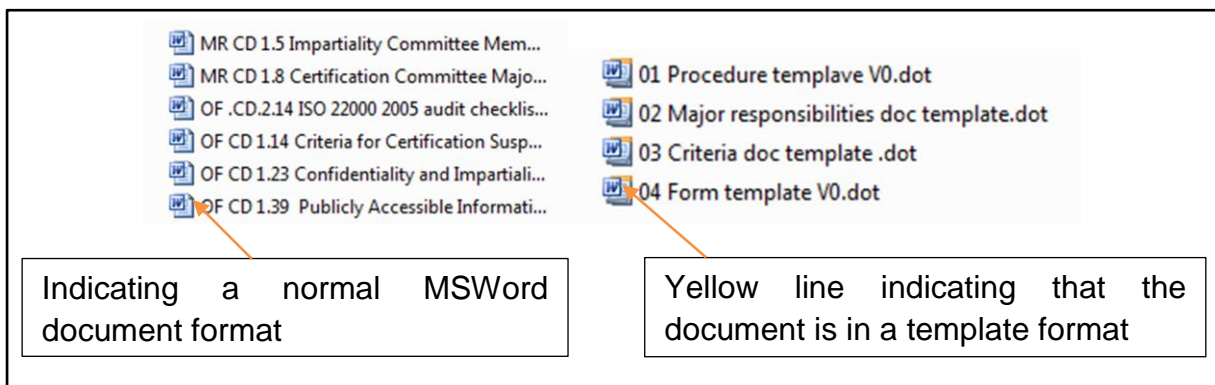 MR CD 1.5 Impartiality Committee Mem...
MR CD 1.8 Certification Committee Majo...
OF .CD.2.14 ISO 22000 2005 audit checklis...
OF CD 1.14 Criteria for Certification Susp...
OF CD 1.23 Confidentiality and Impartiali...
OF CD 1.39 Publicly Accessible Informati...
01 Procedure templave V0.dot
02 Major responsibilities doc template.dot
03 Criteria doc template .dot
04 Form template V0.dot
Indicating a normal MSWord
document format
Yellow line indicating that the
document is in a template format